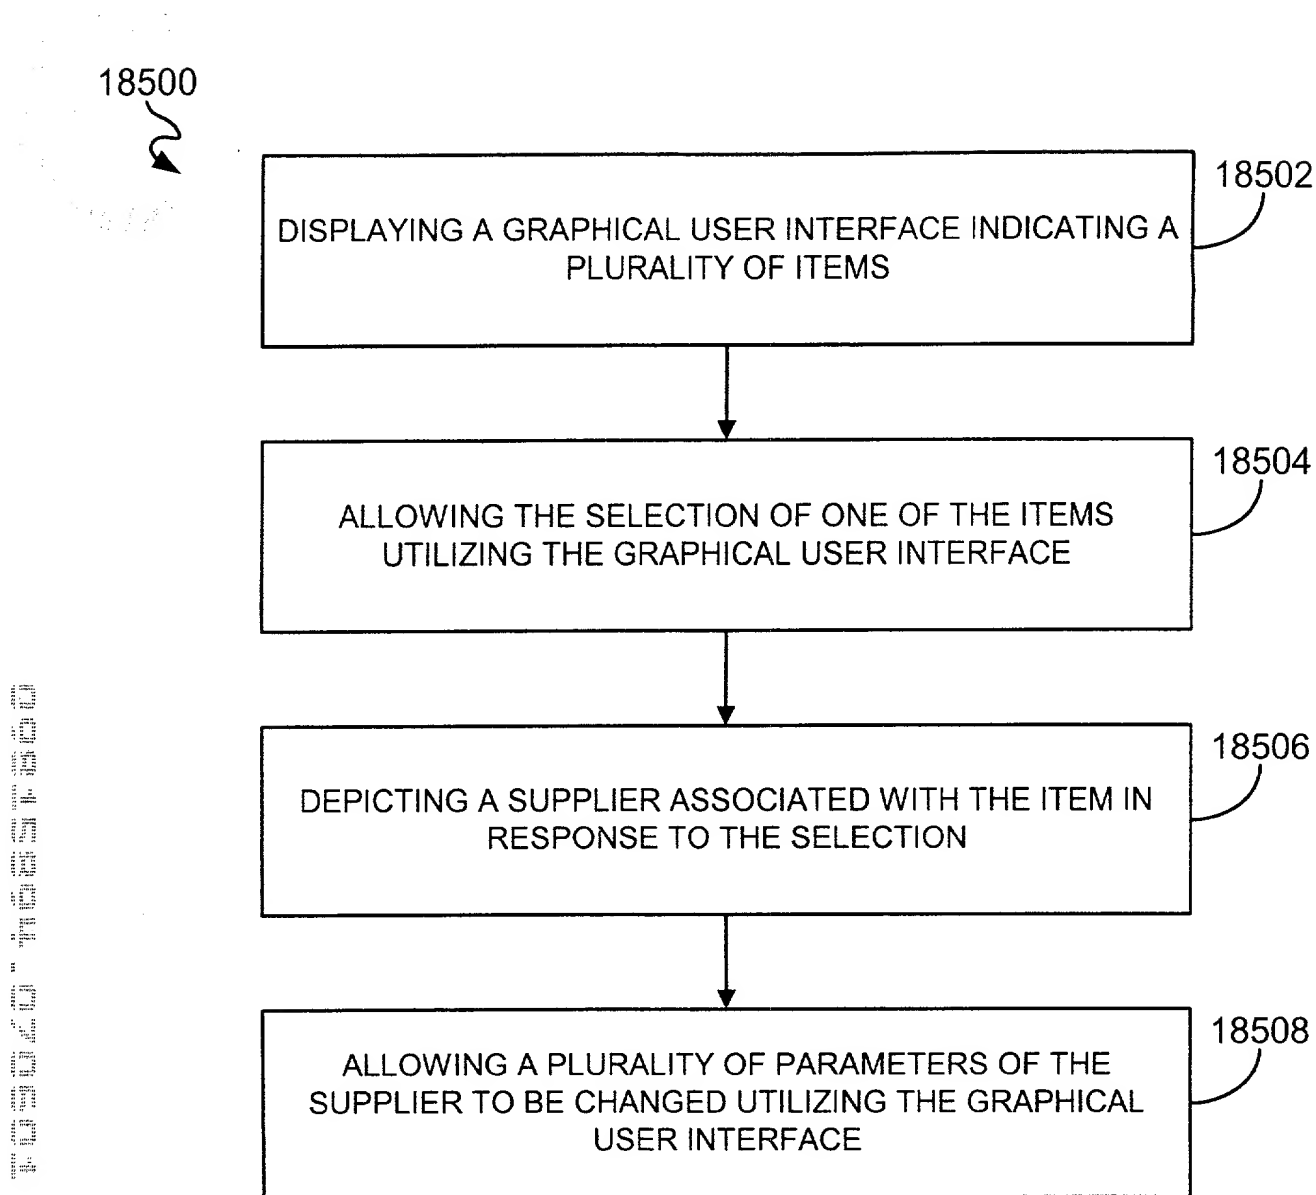 18500
18502
DISPLAYING A GRAPHICAL USER INTERFACE INDICATING A
PLURALITY OF ITEMS
18504
ALLOWING THE SELECTION OF ONE OF THE ITEMS
UTILIZING THE GRAPHICAL USER INTERFACE
18506
DEPICTING A SUPPLIER ASSOCIATED WITH THE ITEM IN
RESPONSE TO THE SELECTION
18508
ALLOWING A PLURALITY OF PARAMETERS OF THE
SUPPLIER TO BE CHANGED UTILIZING THE GRAPHICAL
USER INTERFACE